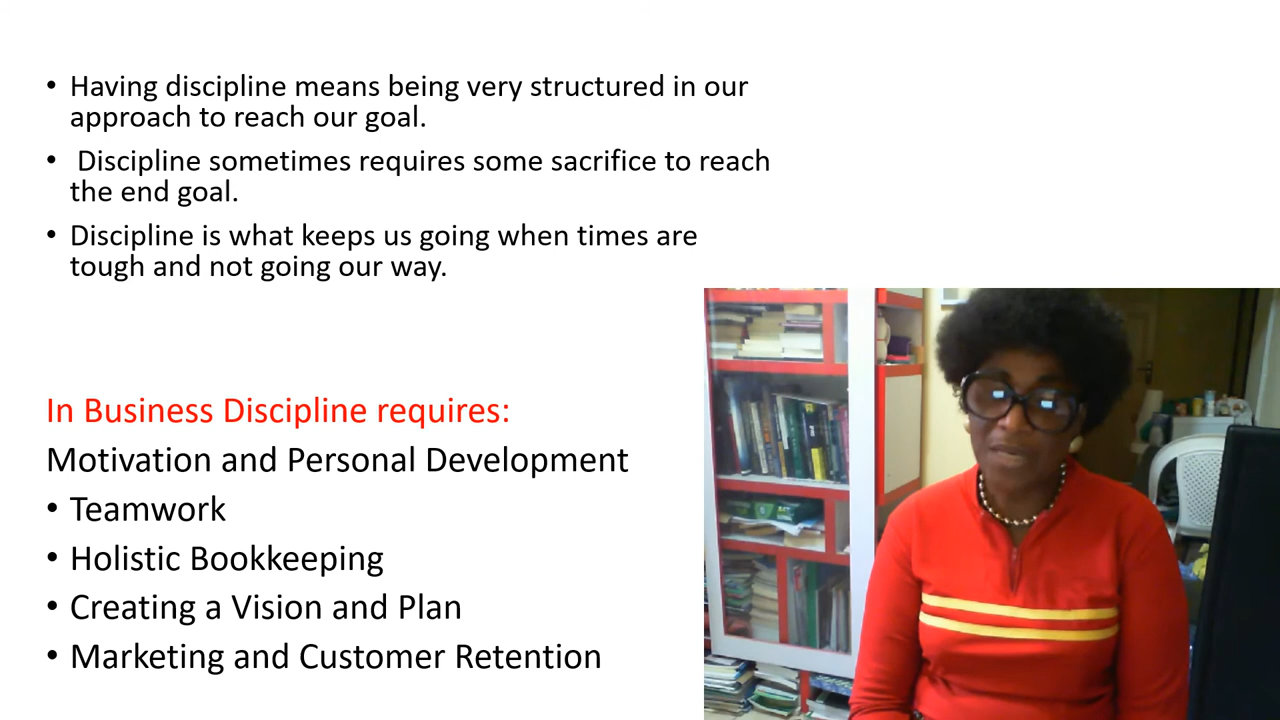 • Having discipline means being very structured in our
approach to reach our goal.
• Discipline sometimes requires some sacrifice to reach
the end goal.
• Discipline is what keeps us going when times are
tough and not going our way.
In Business Discipline requires:
Motivation and Personal Development
• Teamwork
• Holistic Bookkeeping
• Creating a Vision and Plan
• Marketing and Customer Retention